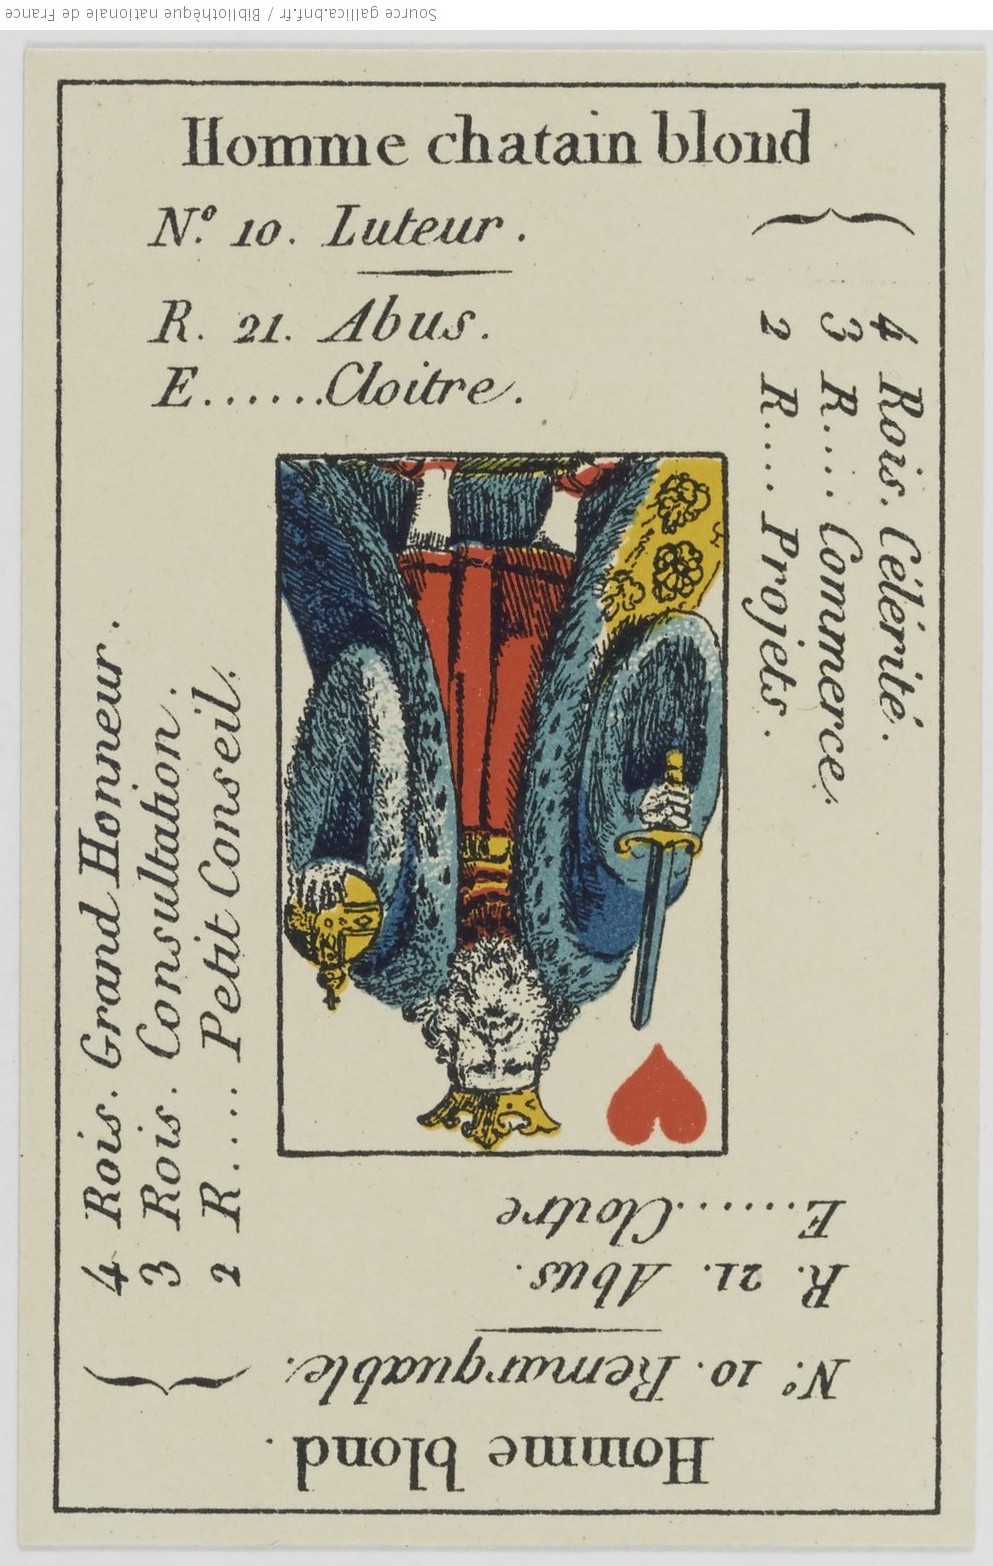 Source gallica.bnf.fr / Bibliothèque nationale de France
Homme chatain blond
N.º 10. Luteur.
R. 21. Abus.
E......Cloitre.
4 Rois. Célérité.
3 R.... Commerce.
2 R.... Projets.
4 Rois. Grand Honneur.
3 Rois. Consultation.
2 R.... Petit Conseil.
Homme blond.
N.º 10. Remarquable.
R. 21. Abus.
E......Cloitre